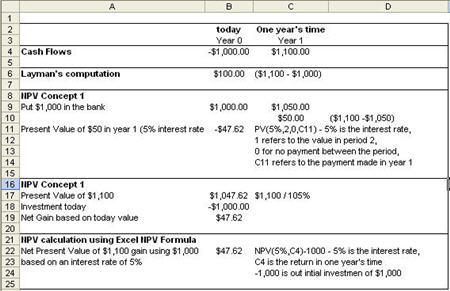 A B C D
1
2 today One year's time
3 Year 0 Year 1
4 Cash Flows -$1,000.00 $1,100.00
5
6 Layman's computation $100.00 ($1,100 - $1,000)
7
8 NPV Concept 1
9 Put $1,000 in the bank $1,000.00 $1,050.00
10 $50.00 ($1,100 -$1,050)
11 Present Value of $50 in year 1 (5% interest rate -$47.62 PV(5%,2,0,C11) - 5% is the interest rate,
12 1 refers to the value in period 2,
13 0 for no payment between the period,
14 C11 refers to the payment made in year 1
15
16 NPV Concept 1
17 Present Value of $1,100 $1,047.62 $1,100 / 105%
18 Investment today -$1,000.00
19 Net Gain based on today value $47.62
20
21 NPV calculation using Excel NPV Formula
22 Net Present Value of $1,100 gain using $1,000 $47.62 NPV(5%,C4)-1000 - 5% is the interest rate,
23 based on an interest rate of 5% C4 is the return in one year's time
24 -1,000 is out intial investmen of $1,000
25